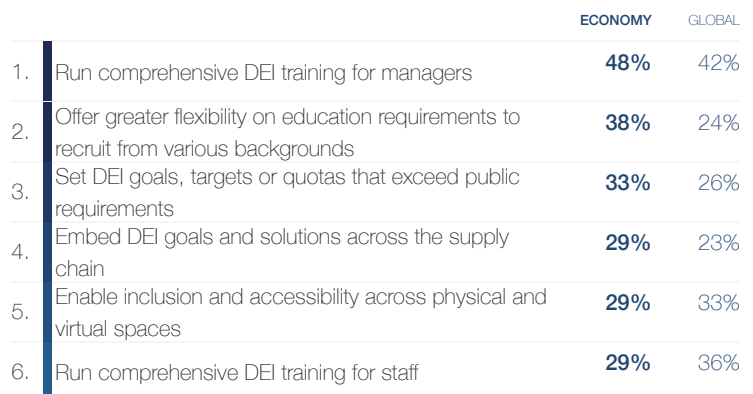 ECONOMY GLOBAL
1. Run comprehensive DEI training for managers 48% 42%
2. Offer greater flexibility on education requirements to
recruit from various backgrounds 38% 24%
3. Set DEI goals, targets or quotas that exceed public
requirements 33% 26%
4. Embed DEI goals and solutions across the supply
chain 29% 23%
5. Enable inclusion and accessibility across physical and
virtual spaces 29% 33%
6. Run comprehensive DEI training for staff 29% 36%